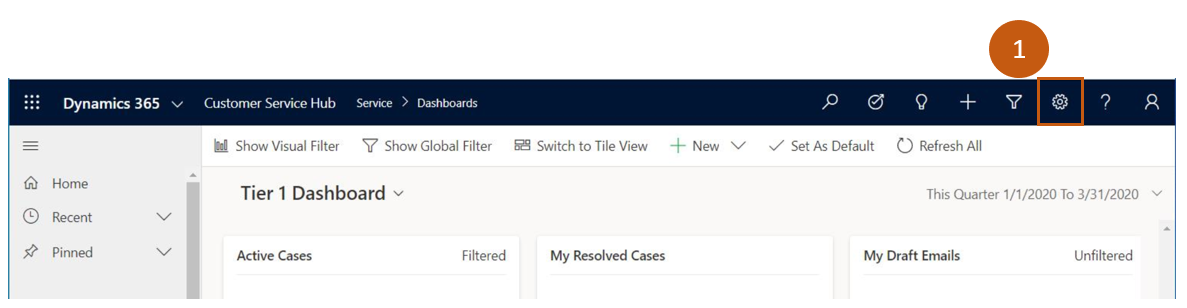 1
Dynamics 365 Customer Service Hub Service > Dashboards ?
Show Visual Filter Show Global Filter Switch to Tile View + New Set As Default Refresh All
Home
Tier 1 Dashboard This Quarter 1/1/2020 To 3/31/2020
Recent
Pinned
Active Cases Filtered My Resolved Cases My Draft Emails Unfiltered